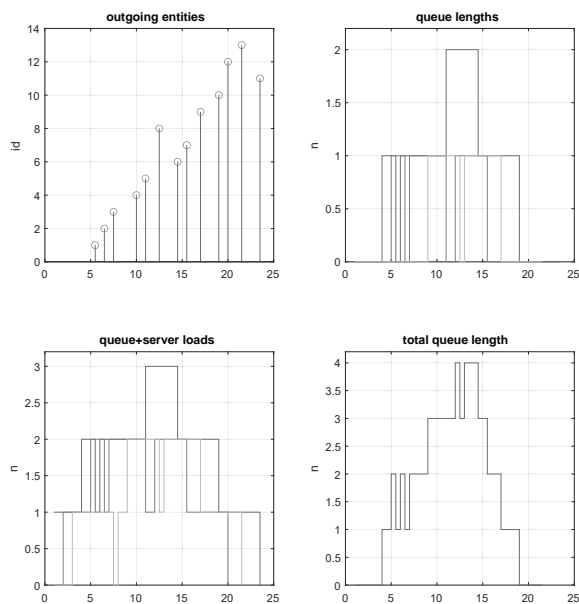 outgoing entities
14
12
10
8
6
4
2
0
id
0 5 10 15 20 25
queue lengths
2
1.5
1
0.5
0
n
0 5 10 15 20 25
queue+server loads
3
2.5
2
1.5
1
0.5
0
n
0 5 10 15 20 25
total queue length
4
3.5
3
2.5
2
1.5
1
0.5
0
n
0 5 10 15 20 25